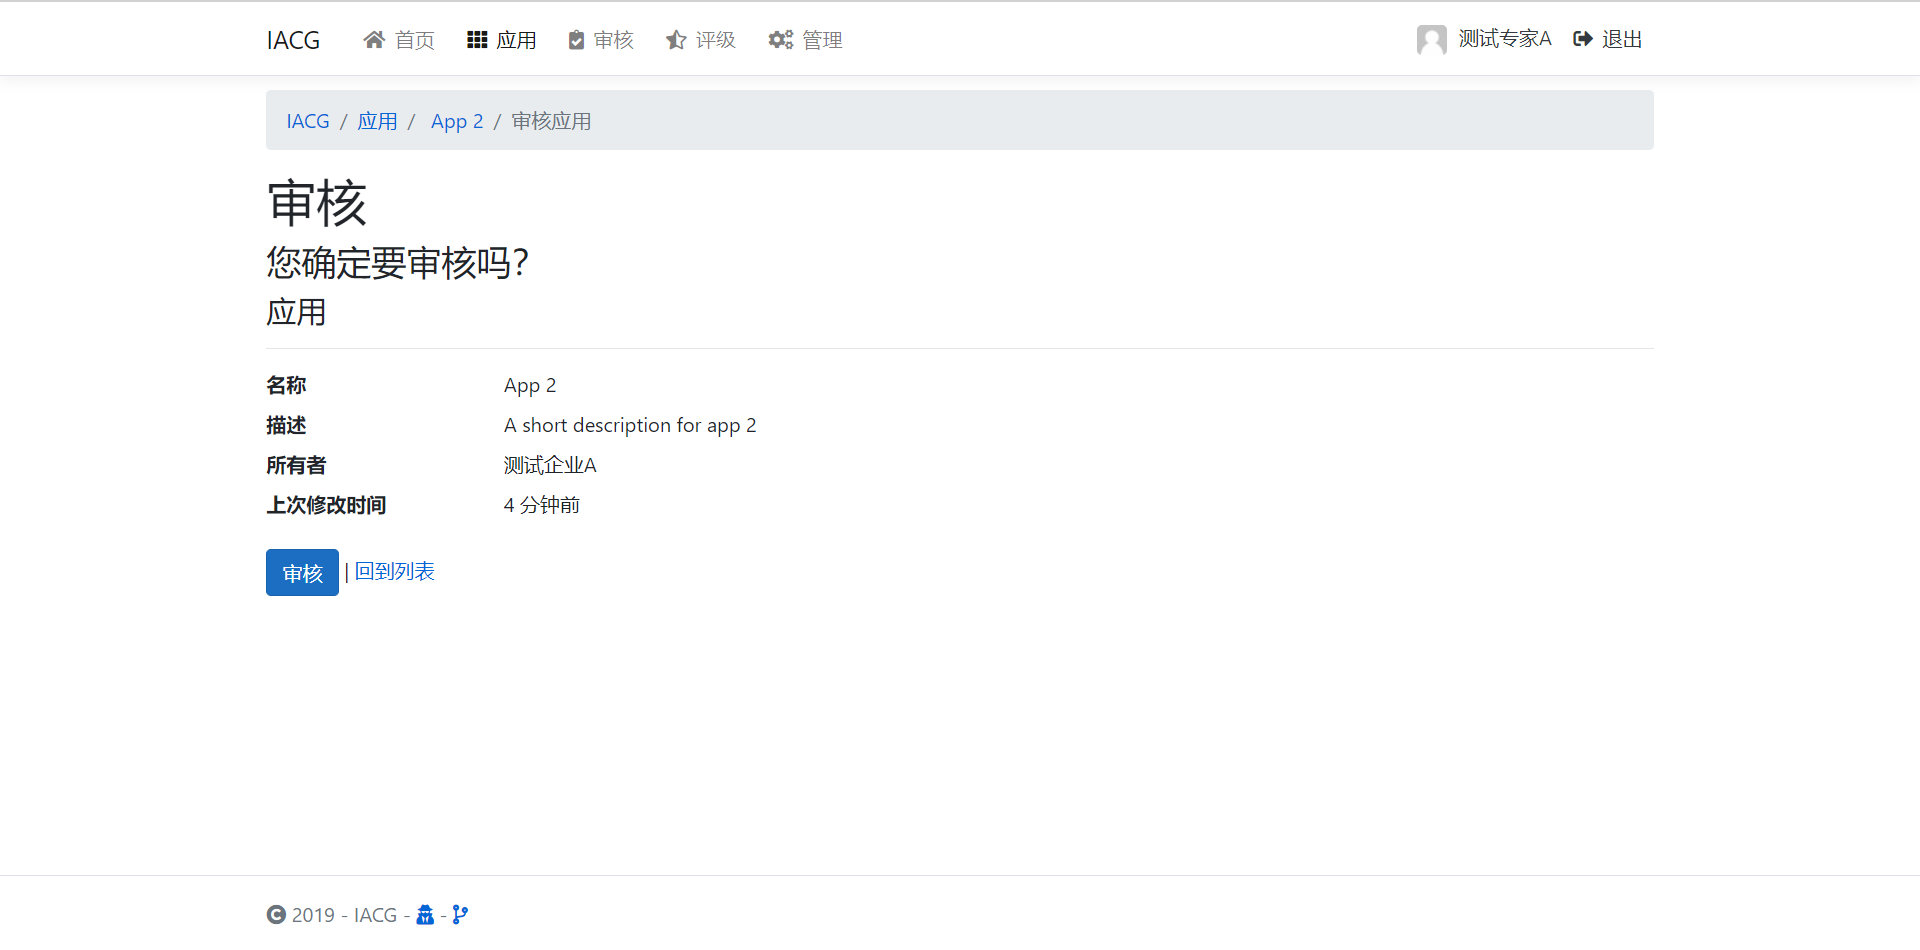 IACG 首页 应用 审核 评级 管理 测试专家A 退出
IACG / 应用 / App 2 / 审核应用
审核
您确定要审核吗?
应用
名称 App 2
描述 A short description for app 2
所有者 测试企业A
上次修改时间 4 分钟前
审核 | 回到列表
© 2019 - IACG - -